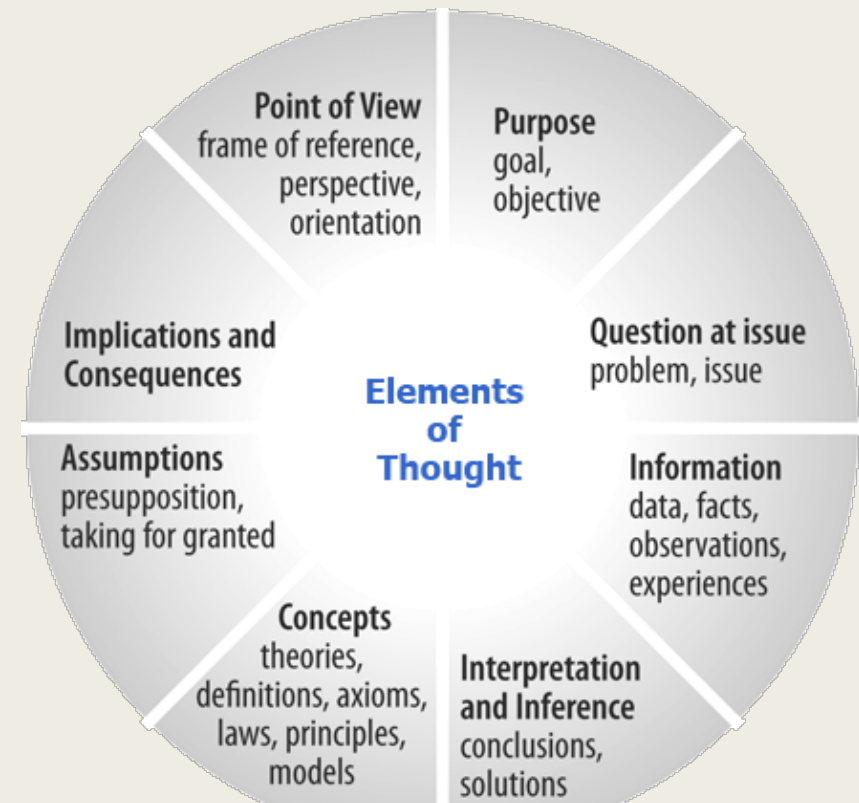 Point of View
frame of reference,
perspective,
orientation
Purpose
goal,
objective
Question at issue
problem, issue
Information
data, facts,
observations,
experiences
Interpretation
and Inference
conclusions,
solutions
Concepts
theories,
definitions, axioms,
laws, principles,
models
Assumptions
presupposition,
taking for granted
Implications and
Consequences
Elements
of
Thought